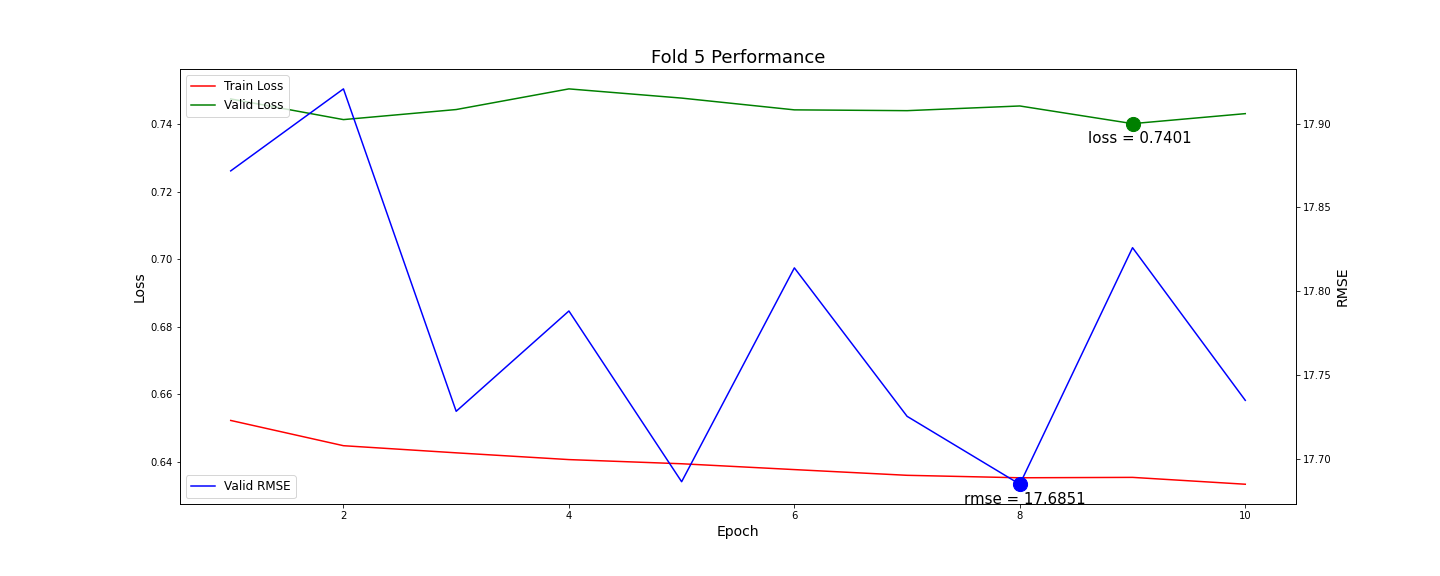 Fold 5 Performance
Train Loss
Valid Loss
0.74
0.72
0.70
0.68
0.66
0.64
Loss
loss = 0.7401
17.90
17.85
17.80
17.75
17.70
RMSE
Valid RMSE
rmse = 17.6851
2
4
6
8
10
Epoch